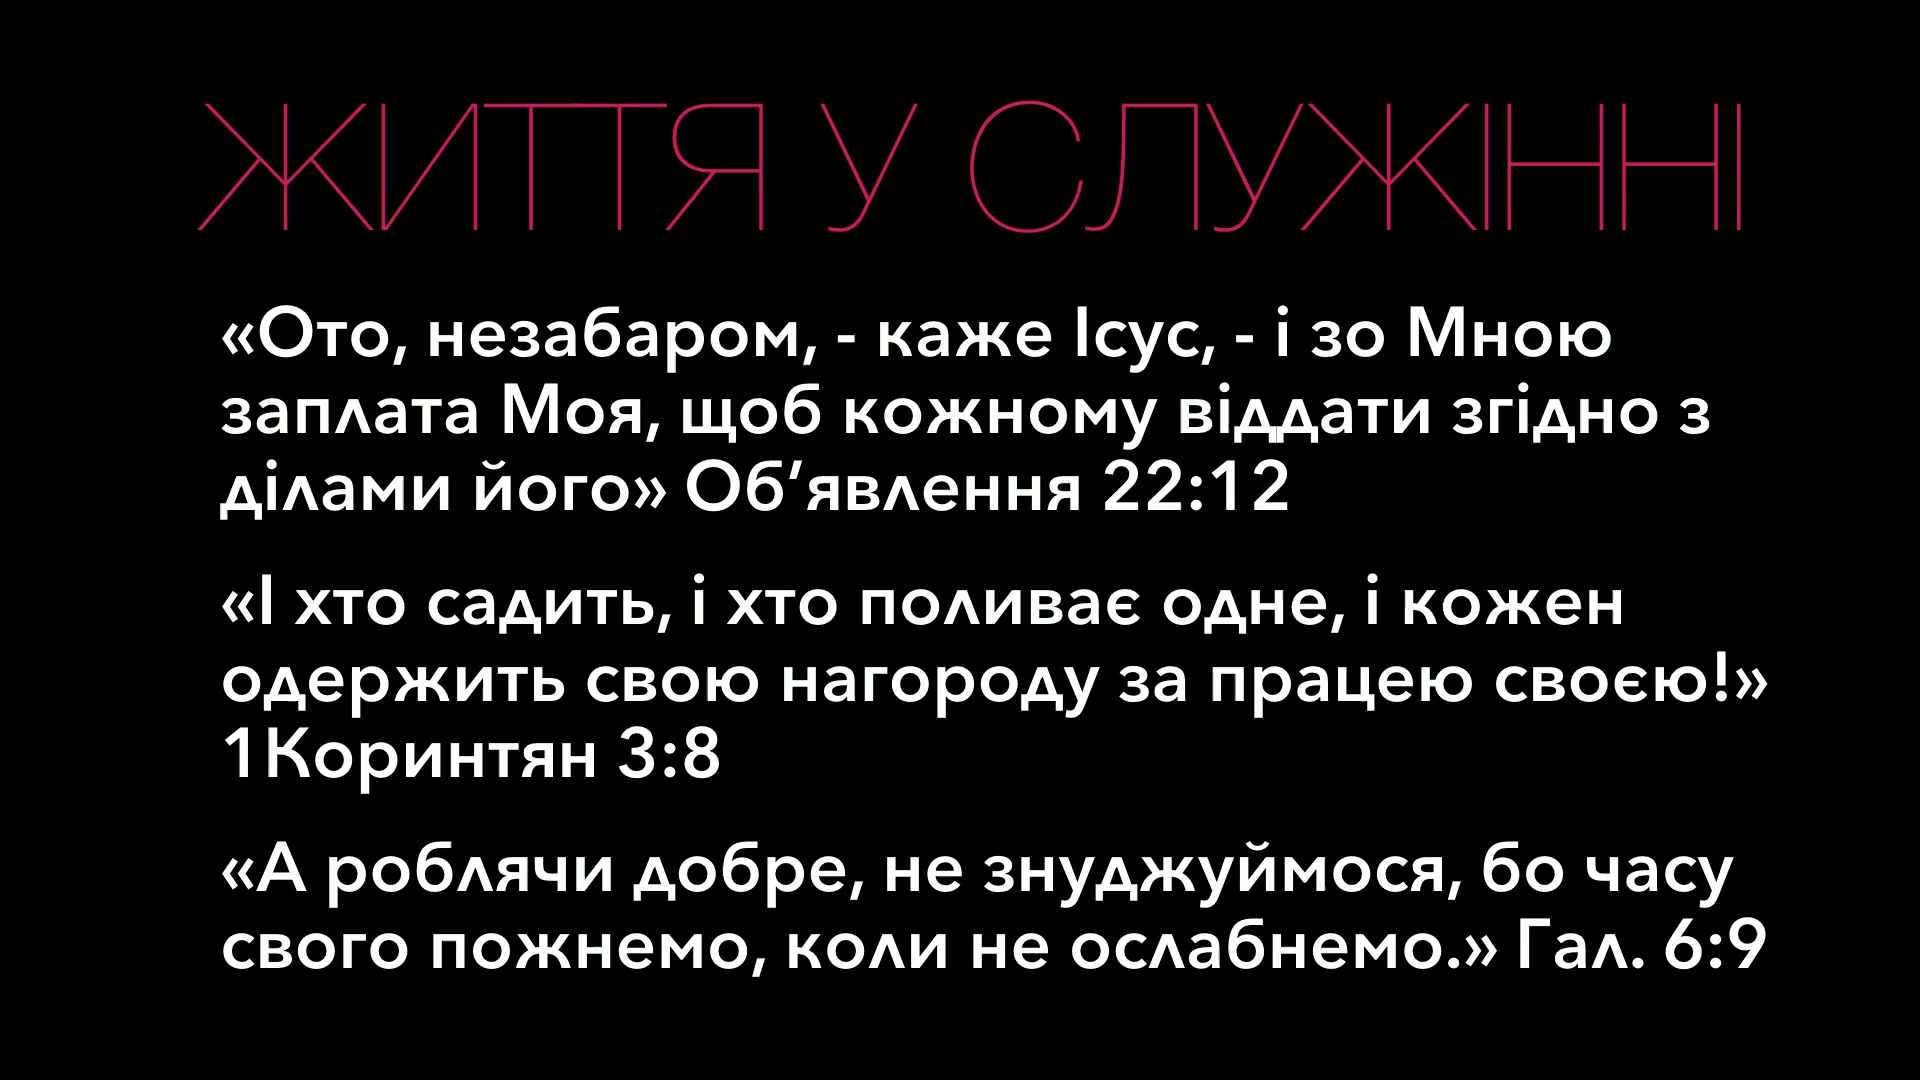 ЖИТТЯ У СЛУЖІННІ
«Ото, незабаром, - каже Ісус, - і зо Мною
заплата Моя, щоб кожному віддати згідно з
ділами його» Об’явлення 22:12
«І хто садить, і хто поливає одне, і кожен
одержить свою нагороду за працею своєю!»
1Коринтян 3:8
«А роблячи добре, не знуджуймося, бо часу
свого пожнемо, коли не ослабнемо.» Гал. 6:9